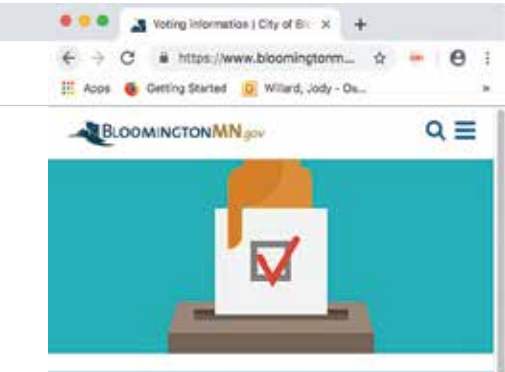 Voting Information | City of Bl
https://www.bloomingtonm...
Apps Getting Started Willard, Jody - Ou...
BLOOMINGTONMN.gov